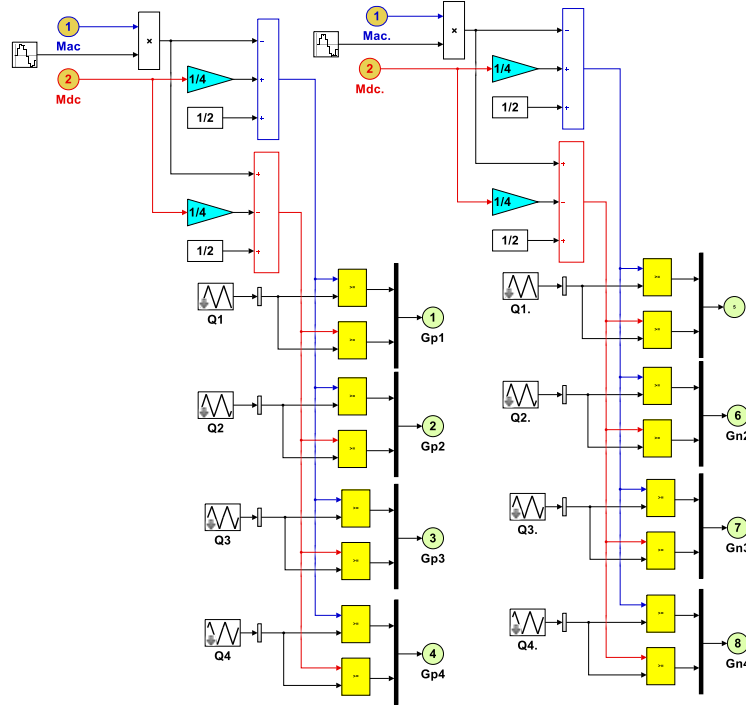 1
Mac
×
−
2
Mdc
1/4
+
1/2
+
+
1/4
−
1/2
+
Q1
>=
>=
1
Gp1
Q2
>=
>=
2
Gp2
Q3
>=
>=
3
Gp3
Q4
>=
>=
4
Gp4
1
Mac.
×
−
2
Mdc.
1/4
+
1/2
+
+
1/4
−
1/2
+
Q1.
>=
>=
5
Q2.
>=
>=
6
Gn2
Q3.
>=
>=
7
Gn3
Q4.
>=
>=
8
Gn4